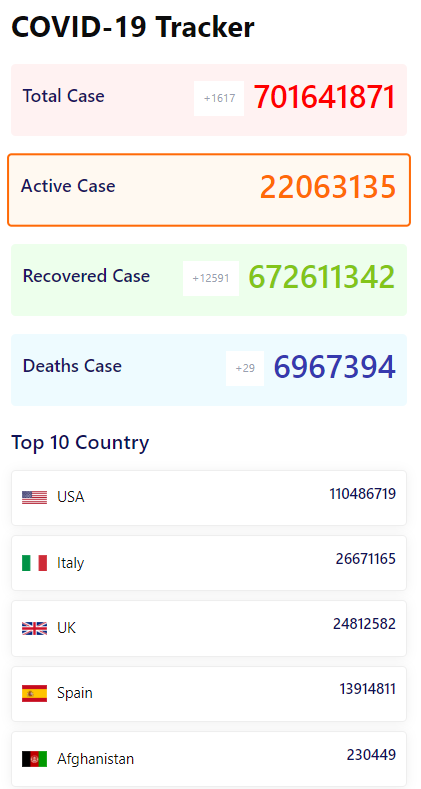 COVID-19 Tracker
Total Case +1617 701641871
Active Case 22063135
Recovered Case +12591 672611342
Deaths Case +29 6967394
Top 10 Country
USA 110486719
Italy 26671165
UK 24812582
Spain 13914811
Afghanistan 230449